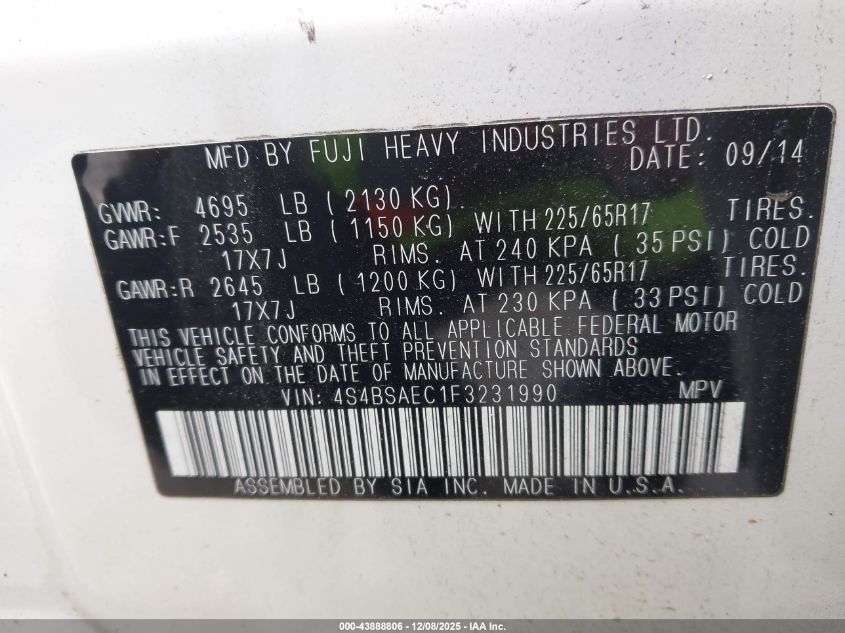 MFD BY FUJI HEAVY INDUSTRIES LTD.
DATE: 09/14
GVWR: 4695 LB ( 2130 KG).
GAWR:F 2535 LB ( 1150 KG) WITH 225/65R17 TIRES.
17X7J RIMS. AT 240 KPA ( 35 PSI) COLD
GAWR:R 2645 LB ( 1200 KG) WITH 225/65R17 TIRES.
17X7J RIMS. AT 230 KPA ( 33 PSI) COLD
THIS VEHICLE CONFORMS TO ALL APPLICABLE FEDERAL MOTOR
VEHICLE SAFETY AND THEFT PREVENTION STANDARDS
IN EFFECT ON THE DATE OF MANUFACTURE SHOWN ABOVE.
VIN: 4S4BSAEC1F3231990 MPV
ASSEMBLED BY SIA INC. MADE IN U.S.A.
000-43888806 - 12/08/2025 - IAA Inc.